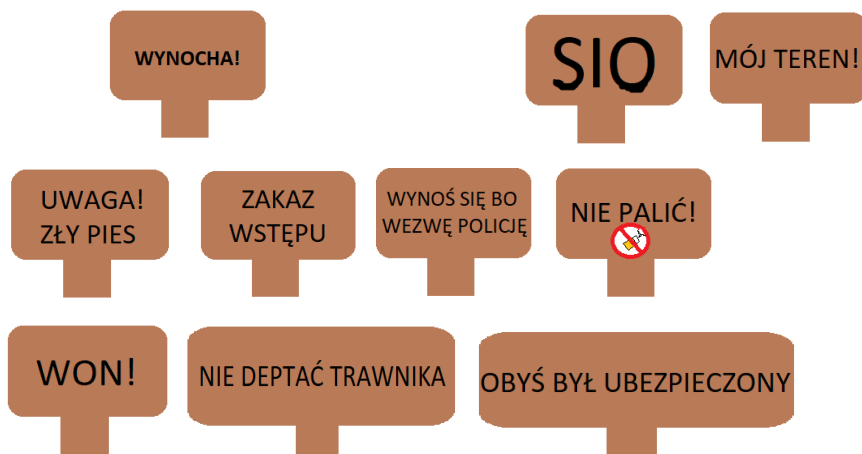 WYNOCHA!
SIO
MÓJ TEREN!
UWAGA!
ZŁY PIES
ZAKAZ
WSTĘPU
WYNOŚ SIĘ BO
WEZWĘ POLICJĘ
NIE PALIĆ!
WON!
NIE DEPTAĆ TRAWNIKA
OBYŚ BYŁ UBEZPIECZONY